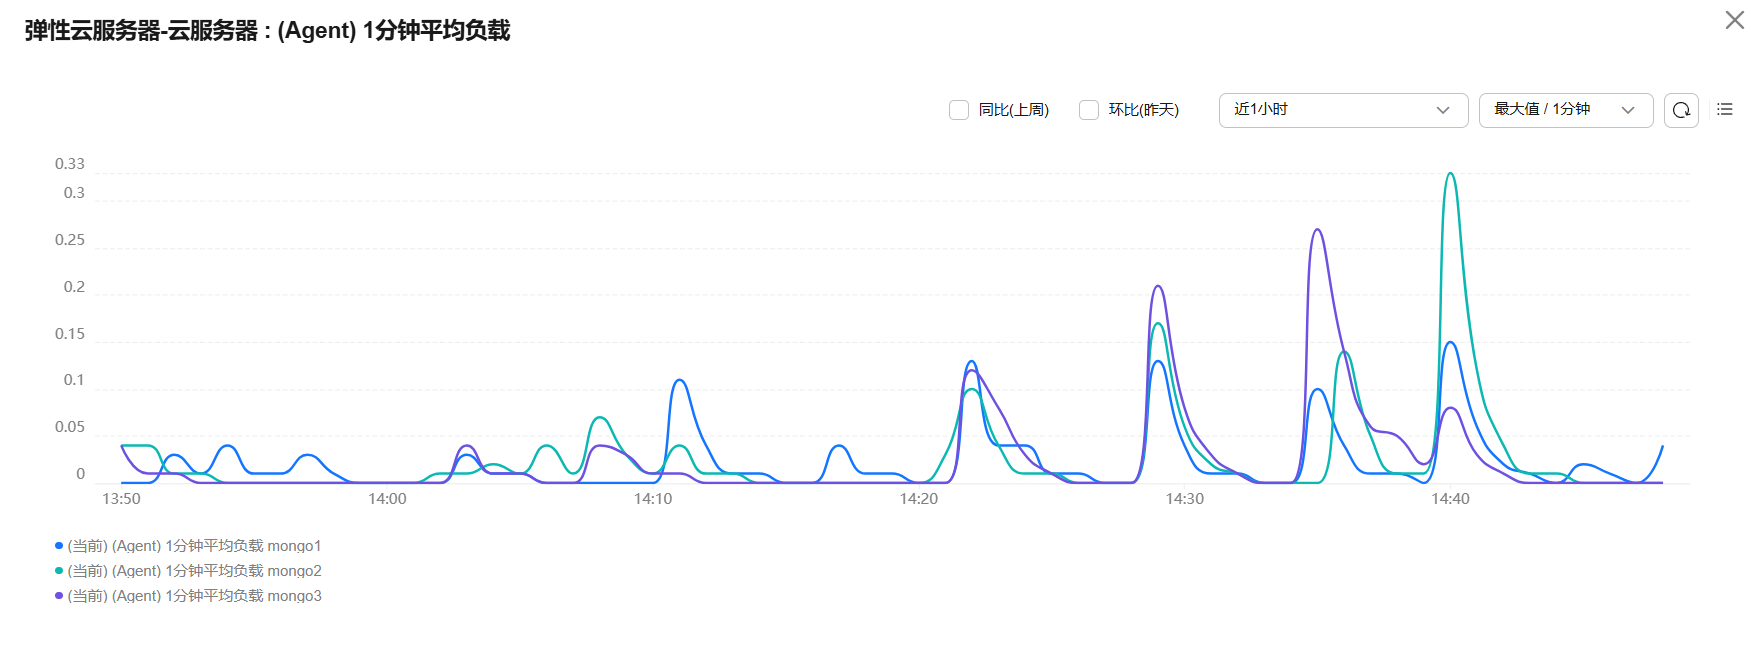 弹性云服务器-云服务器 : (Agent) 1分钟平均负载
同比(上周) 环比(昨天) 近1小时 最大值 / 1分钟
0.33
0.3
0.25
0.2
0.15
0.1
0.05
0
13:50 14:00 14:10 14:20 14:30 14:40
(当前) (Agent) 1分钟平均负载 mongo1
(当前) (Agent) 1分钟平均负载 mongo2
(当前) (Agent) 1分钟平均负载 mongo3